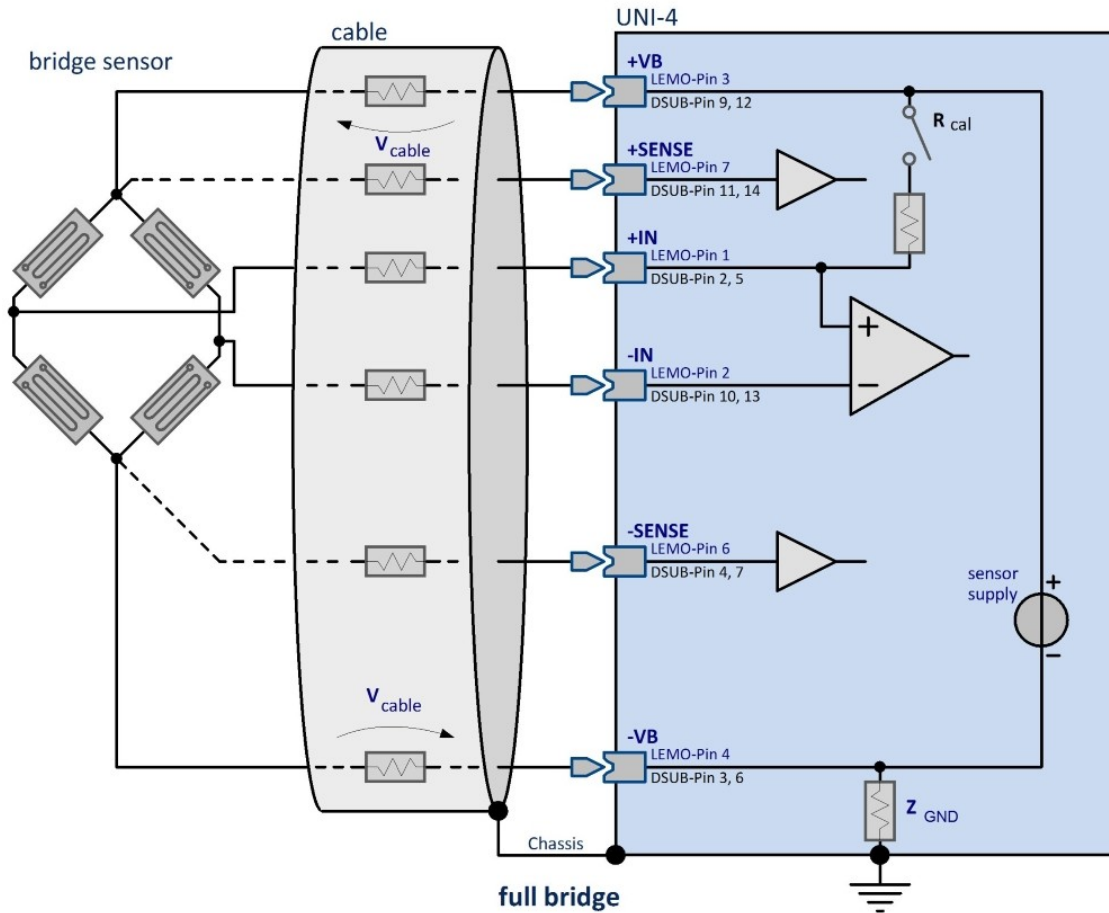 UNI-4
cable
bridge sensor
+VB
LEMO-Pin 3
DSUB-Pin 9, 12
R cal
V cable
+SENSE
LEMO-Pin 7
DSUB-Pin 11, 14
+IN
LEMO-Pin 1
DSUB-Pin 2, 5
+
-IN
LEMO-Pin 2
DSUB-Pin 10, 13
−
-SENSE
LEMO-Pin 6
DSUB-Pin 4, 7
sensor
supply
+
−
V cable
-VB
LEMO-Pin 4
DSUB-Pin 3, 6
Z GND
Chassis
full bridge